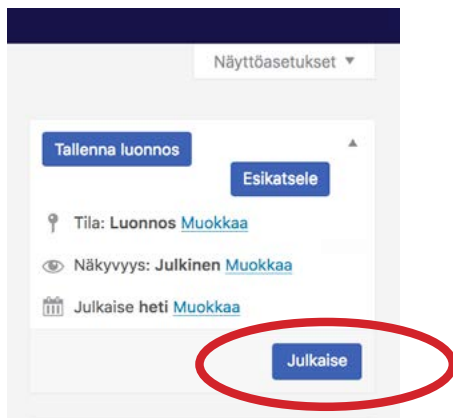 Näyttöasetukset
Tallenna luonnos
Esikatsele
Tila: Luonnos Muokkaa
Näkyvyys: Julkinen Muokkaa
Julkaise heti Muokkaa
Julkaise